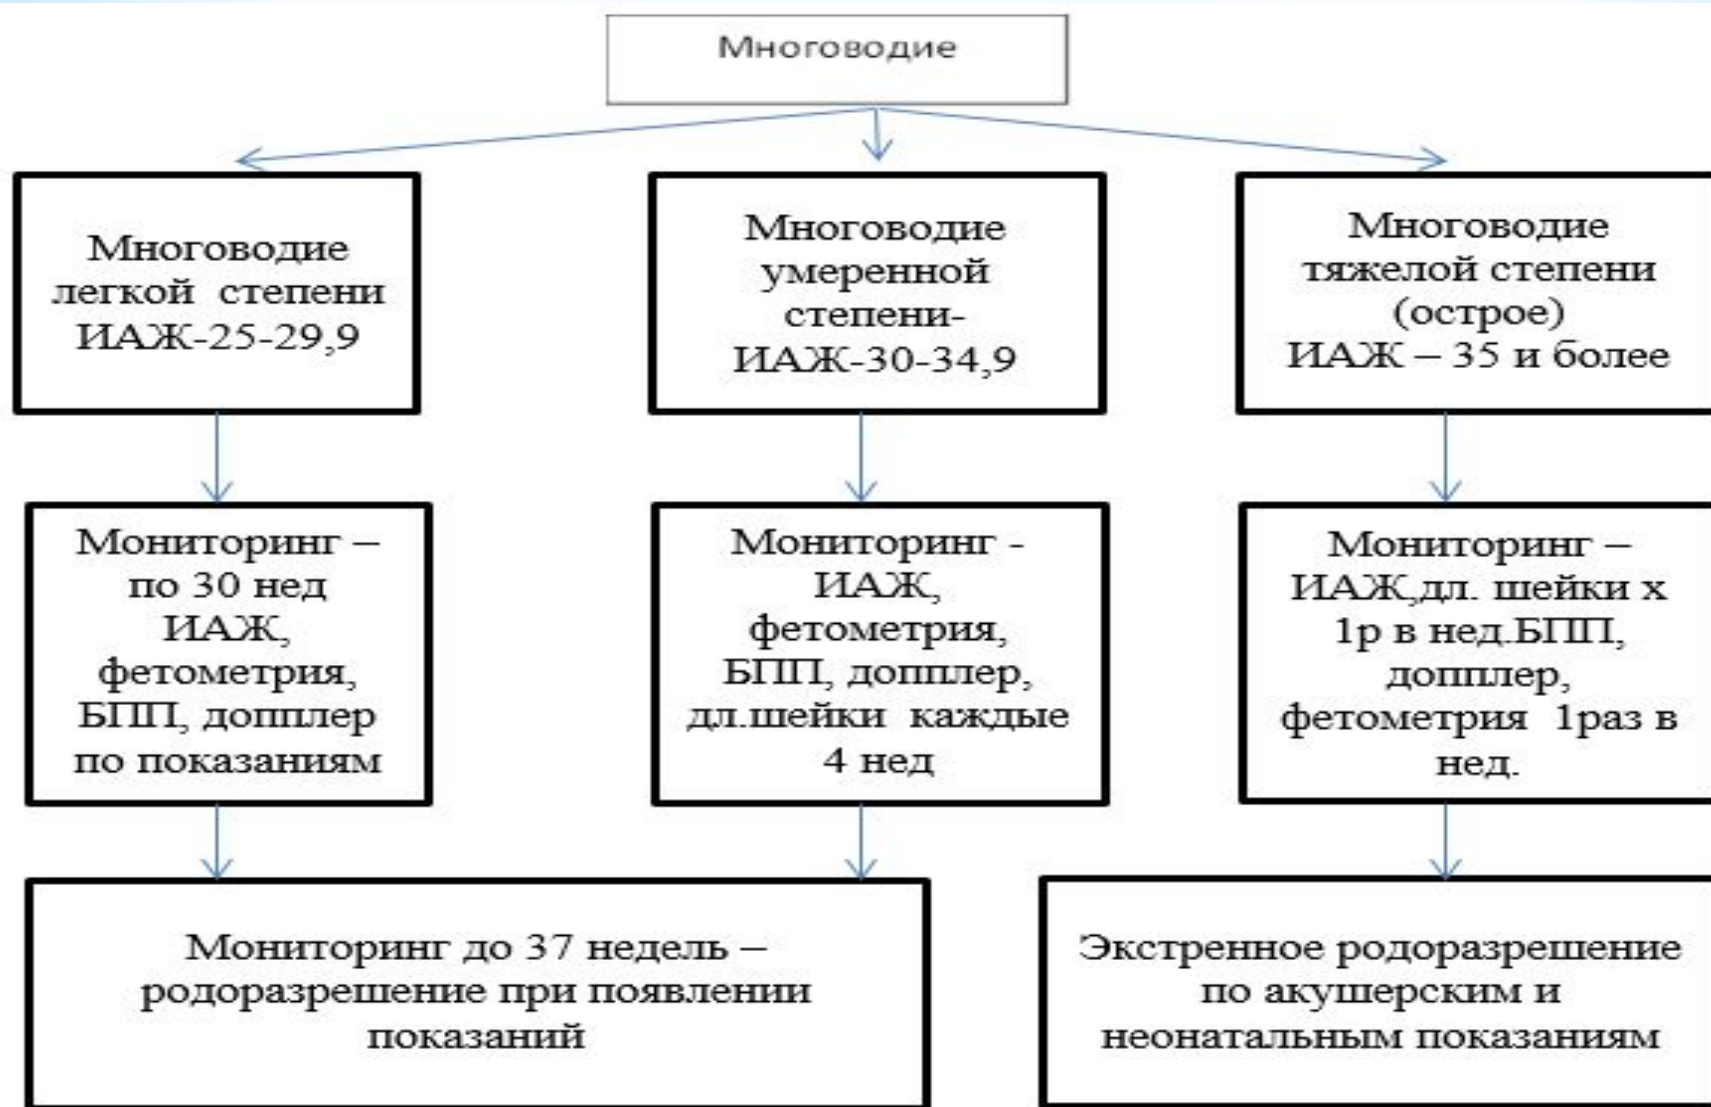 Многоводие
Многоводие
легкой степени
ИАЖ-25-29,9
Многоводие
умеренной
степени-
ИАЖ-30-34,9
Многоводие
тяжелой степени
(острое)
ИАЖ – 35 и более
Мониторинг –
по 30 нед
ИАЖ,
фетометрия,
БПП, допплер
по показаниям
Мониторинг -
ИАЖ,
фетометрия,
БПП, допплер,
дл.шейки каждые
4 нед
Мониторинг –
ИАЖ,дл. шейки х
1р в нед.БПП,
допплер,
фетометрия 1раз в
нед.
Мониторинг до 37 недель –
родоразрешение при появлении
показаний
Экстренное родоразрешение
по акушерским и
неонатальным показаниям